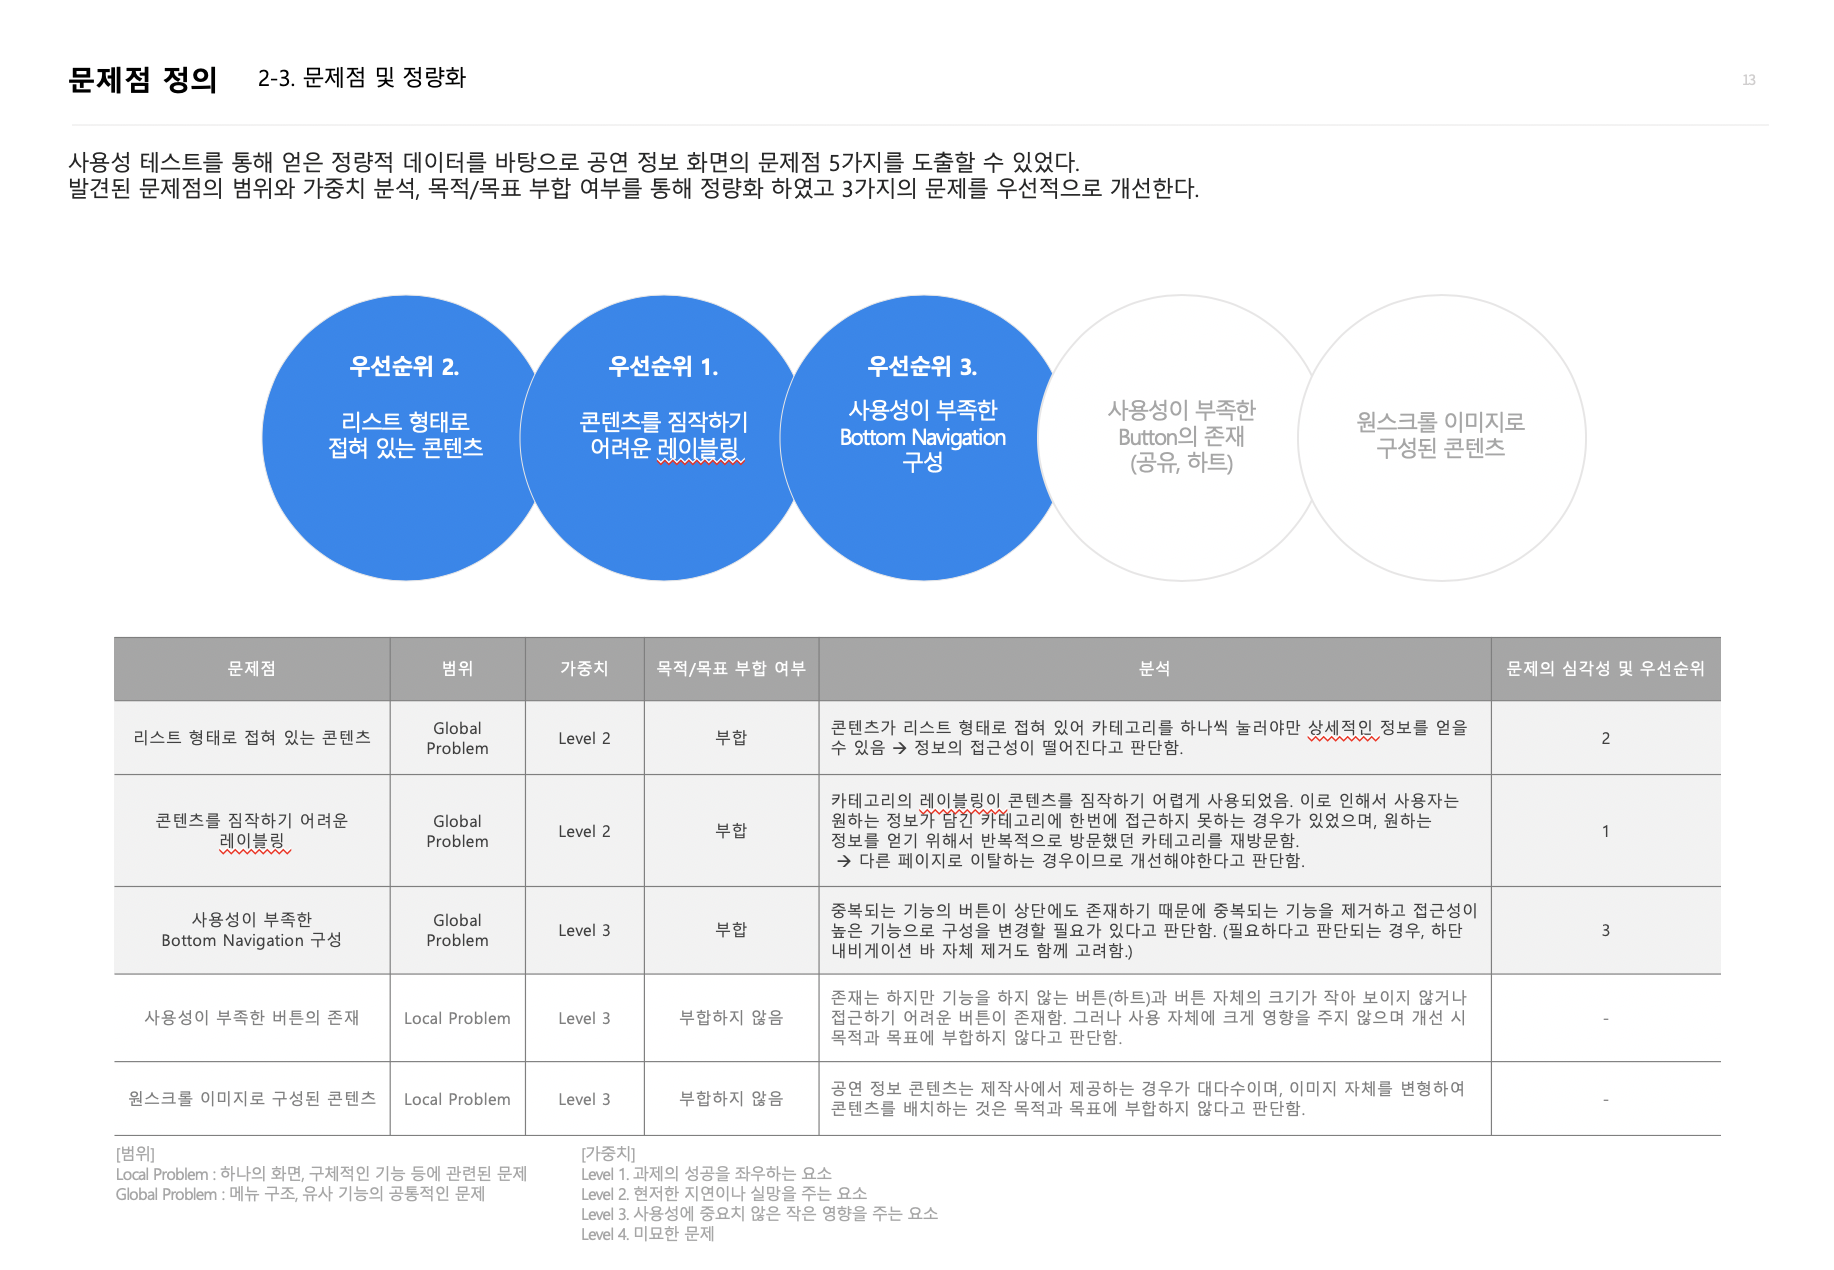 문제점 정의
2-3. 문제점 및 정량화
13
사용성 테스트를 통해 얻은 정량적 데이터를 바탕으로 공연 정보 화면의 문제점 5가지를 도출할 수 있었다.
발견된 문제점의 범위와 가중치 분석, 목적/목표 부합 여부를 통해 정량화 하였고 3가지의 문제를 우선적으로 개선한다.
우선순위 2.
리스트 형태로
접혀 있는 콘텐츠
우선순위 1.
콘텐츠를 짐작하기
어려운 레이블링
우선순위 3.
사용성이 부족한
Bottom Navigation
구성
사용성이 부족한
Button의 존재
(공유, 하트)
원스크롤 이미지로
구성된 콘텐츠
문제점
범위
가중치
목적/목표 부합 여부
분석
문제의 심각성 및 우선순위
리스트 형태로 접혀 있는 콘텐츠
Global
Problem
Level 2
부합
콘텐츠가 리스트 형태로 접혀 있어 카테고리를 하나씩 눌러야만 상세적인 정보를 얻을
수 있음 → 정보의 접근성이 떨어진다고 판단함.
2
콘텐츠를 짐작하기 어려운
레이블링
Global
Problem
Level 2
부합
카테고리의 레이블링이 콘텐츠를 짐작하기 어렵게 사용되었음. 이로 인해서 사용자는
원하는 정보가 담긴 카테고리에 한번에 접근하지 못하는 경우가 있었으며, 원하는
정보를 얻기 위해서 반복적으로 방문했던 카테고리를 재방문함.
→ 다른 페이지로 이탈하는 경우이므로 개선해야한다고 판단함.
1
사용성이 부족한
Bottom Navigation 구성
Global
Problem
Level 3
부합
중복되는 기능의 버튼이 상단에도 존재하기 때문에 중복되는 기능을 제거하고 접근성이
높은 기능으로 구성을 변경할 필요가 있다고 판단함. (필요하다고 판단되는 경우, 하단
내비게이션 바 자체 제거도 함께 고려함.)
3
사용성이 부족한 버튼의 존재
Local Problem
Level 3
부합하지 않음
존재는 하지만 기능을 하지 않는 버튼(하트)과 버튼 자체의 크기가 작아 보이지 않거나
접근하기 어려운 버튼이 존재함. 그러나 사용 자체에 크게 영향을 주지 않으며 개선 시
목적과 목표에 부합하지 않다고 판단함.
-
원스크롤 이미지로 구성된 콘텐츠
Local Problem
Level 3
부합하지 않음
공연 정보 콘텐츠는 제작사에서 제공하는 경우가 대다수이며, 이미지 자체를 변형하여
콘텐츠를 배치하는 것은 목적과 목표에 부합하지 않다고 판단함.
-
[범위]
Local Problem : 하나의 화면, 구체적인 기능 등에 관련된 문제
Global Problem : 메뉴 구조, 유사 기능의 공통적인 문제
[가중치]
Level 1. 과제의 성공을 좌우하는 요소
Level 2. 현저한 지연이나 실망을 주는 요소
Level 3. 사용성에 중요치 않은 작은 영향을 주는 요소
Level 4. 미묘한 문제